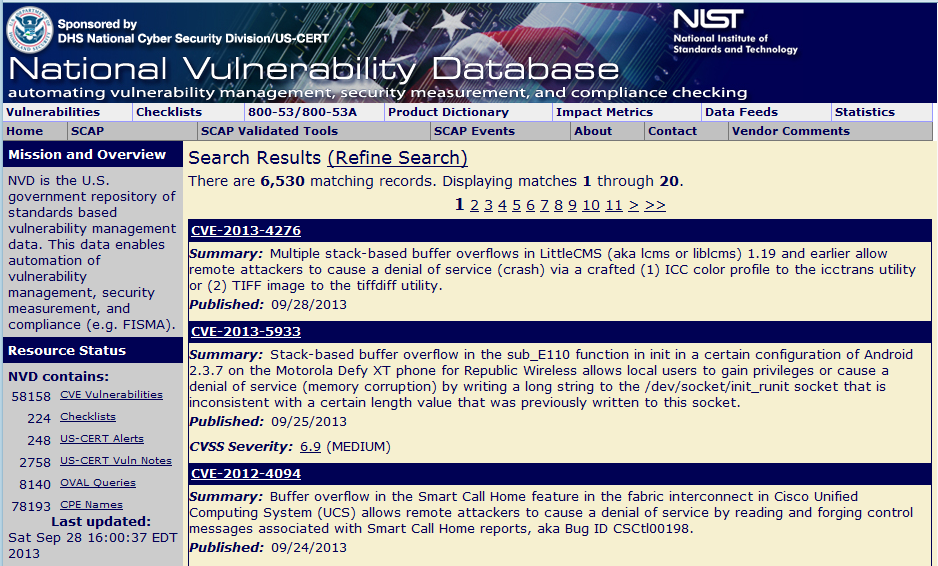 Sponsored by
DHS National Cyber Security Division/US-CERT
NIST
National Institute of
Standards and Technology
National Vulnerability Database
automating vulnerability management, security measurement, and compliance checking
Vulnerabilities Checklists 800-53/800-53A Product Dictionary Impact Metrics Data Feeds Statistics
Home SCAP SCAP Validated Tools SCAP Events About Contact Vendor Comments
Mission and Overview
NVD is the U.S.
government repository of
standards based
vulnerability management
data. This data enables
automation of
vulnerability
management, security
measurement, and
compliance (e.g. FISMA).
Resource Status
NVD contains:
58158 CVE Vulnerabilities
224 Checklists
248 US-CERT Alerts
2758 US-CERT Vuln Notes
8140 OVAL Queries
78193 CPE Names
Last updated:
Sat Sep 28 16:00:37 EDT
2013
Search Results (Refine Search)
There are 6,530 matching records. Displaying matches 1 through 20.
1 2 3 4 5 6 7 8 9 10 11 > >>
CVE-2013-4276
Summary: Multiple stack-based buffer overflows in LittleCMS (aka lcms or liblcms) 1.19 and earlier allow
remote attackers to cause a denial of service (crash) via a crafted (1) ICC color profile to the icctrans utility
or (2) TIFF image to the tiffdiff utility.
Published: 09/28/2013
CVE-2013-5933
Summary: Stack-based buffer overflow in the sub_E110 function in init in a certain configuration of Android
2.3.7 on the Motorola Defy XT phone for Republic Wireless allows local users to gain privileges or cause a
denial of service (memory corruption) by writing a long string to the /dev/socket/init_runit socket that is
inconsistent with a certain length value that was previously written to this socket.
Published: 09/25/2013
CVSS Severity: 6.9 (MEDIUM)
CVE-2012-4094
Summary: Buffer overflow in the Smart Call Home feature in the fabric interconnect in Cisco Unified
Computing System (UCS) allows remote attackers to cause a denial of service by reading and forging control
messages associated with Smart Call Home reports, aka Bug ID CSCtl00198.
Published: 09/24/2013